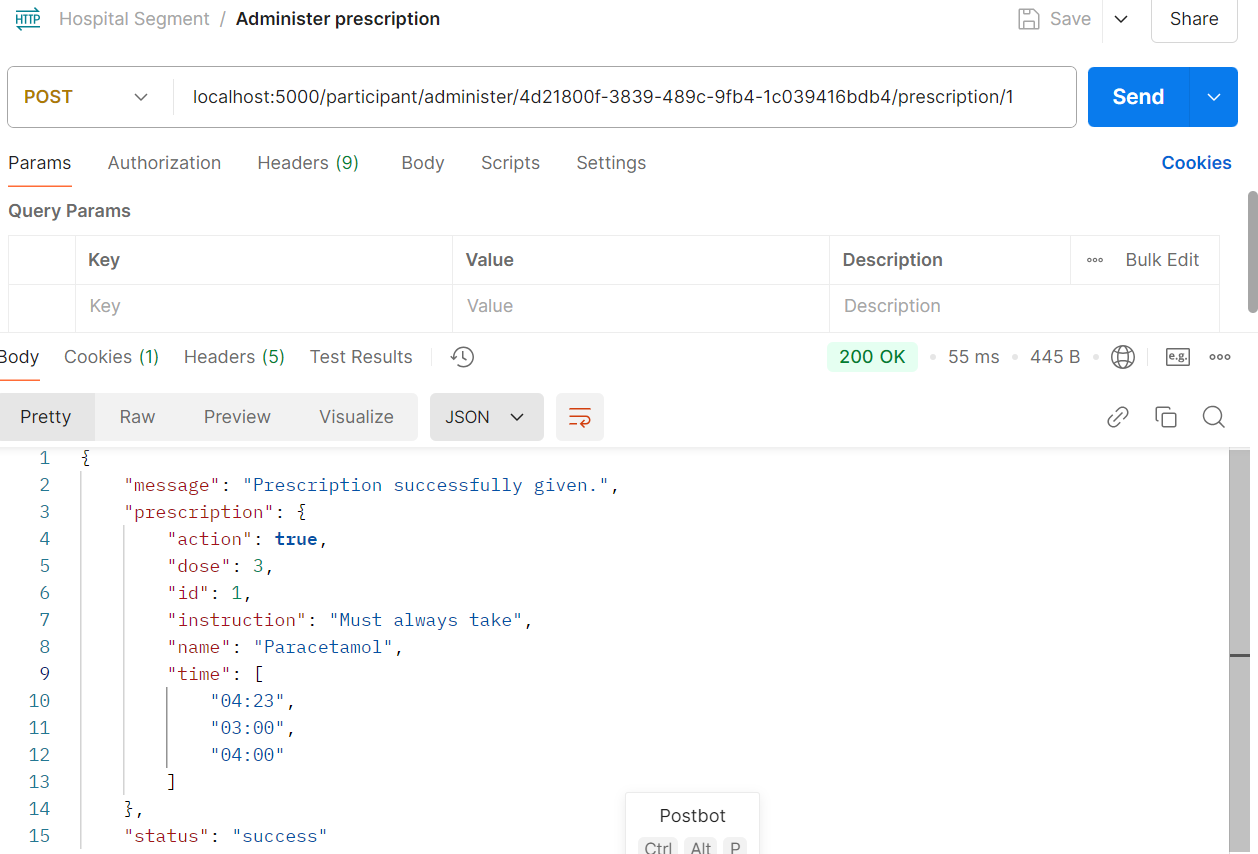 HTTP Hospital Segment / Administer prescription Save Share
POST localhost:5000/participant/administer/4d21800f-3839-489c-9fb4-1c039416bdb4/prescription/1 Send
Params Authorization Headers (9) Body Scripts Settings Cookies
Query Params
Key Value Description Bulk Edit
Key Value Description
Body Cookies (1) Headers (5) Test Results 200 OK 55 ms 445 B e.g.
Pretty Raw Preview Visualize JSON
1 {
2 "message": "Prescription successfully given.",
3 "prescription": {
4 "action": true,
5 "dose": 3,
6 "id": 1,
7 "instruction": "Must always take",
8 "name": "Paracetamol",
9 "time": [
10 "04:23",
11 "03:00",
12 "04:00"
13 ]
14 },
15 "status": "success"
Postbot
Ctrl Alt P